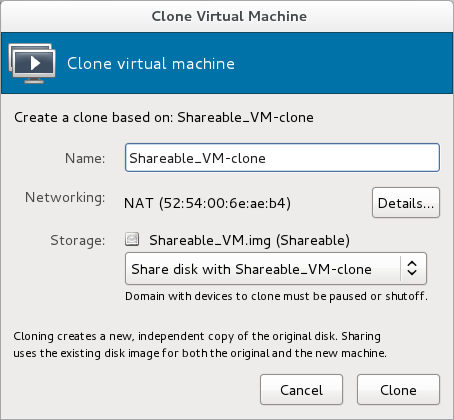 Clone Virtual Machine
Clone virtual machine
Create a clone based on: Shareable_VM-clone
Name: Shareable_VM-clone
Networking: NAT (52:54:00:6e:ae:b4) Details...
Storage: Shareable_VM.img (Shareable)
Share disk with Shareable_VM-clone
Domain with devices to clone must be paused or shutoff.
Cloning creates a new, independent copy of the original disk. Sharing
uses the existing disk image for both the original and the new machine.
Cancel Clone